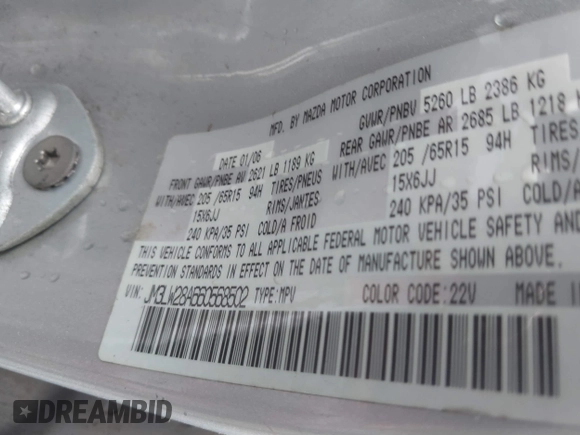 MFD. BY MAZDA MOTOR CORPORATION
DATE 01/06 GVWR/PNBV 5260 LB 2386 KG
FRONT GAWR/PNBE AV 2621 LB 1189 KG REAR GAWR/PNBE AR 2685 LB 1218
WITH/AVEC 205 /65R15 94H TIRES/PNEUS WITH/AVEC 205 /65R15 94H TIRES
15X6JJ RIMS/JANTES 15X6JJ RIMS/
240 KPA/35 PSI COLD/A FROID 240 KPA/35 PSI COLD/A
THIS VEHICLE CONFORMS TO ALL APPLICABLE FEDERAL MOTOR VEHICLE SAFETY AND
PREVENTION STANDARDS IN EFFECT ON THE DATE OF MANUFACTURE SHOWN ABOVE.
VIN: JM3LW28A660568502 TYPE:MPV COLOR CODE:22V MADE
DREAMBID